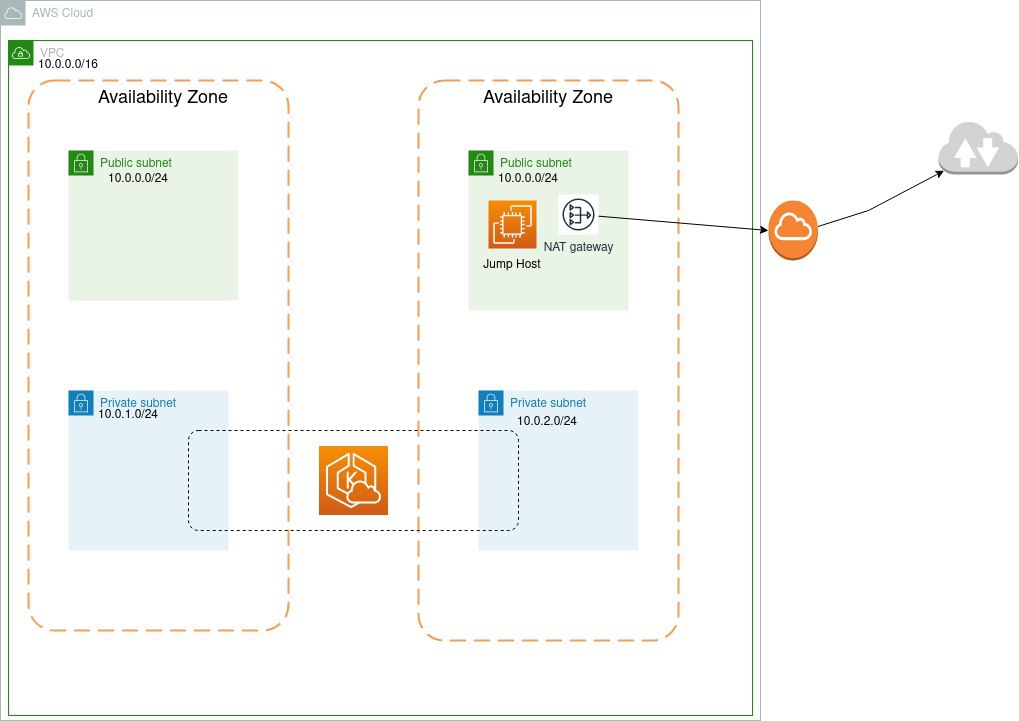 AWS Cloud
VPC
10.0.0.0/16
Availability Zone
Availability Zone
Public subnet
10.0.0.0/24
Public subnet
10.0.0.0/24
NAT gateway
Jump Host
Private subnet
10.0.1.0/24
Private subnet
10.0.2.0/24
K